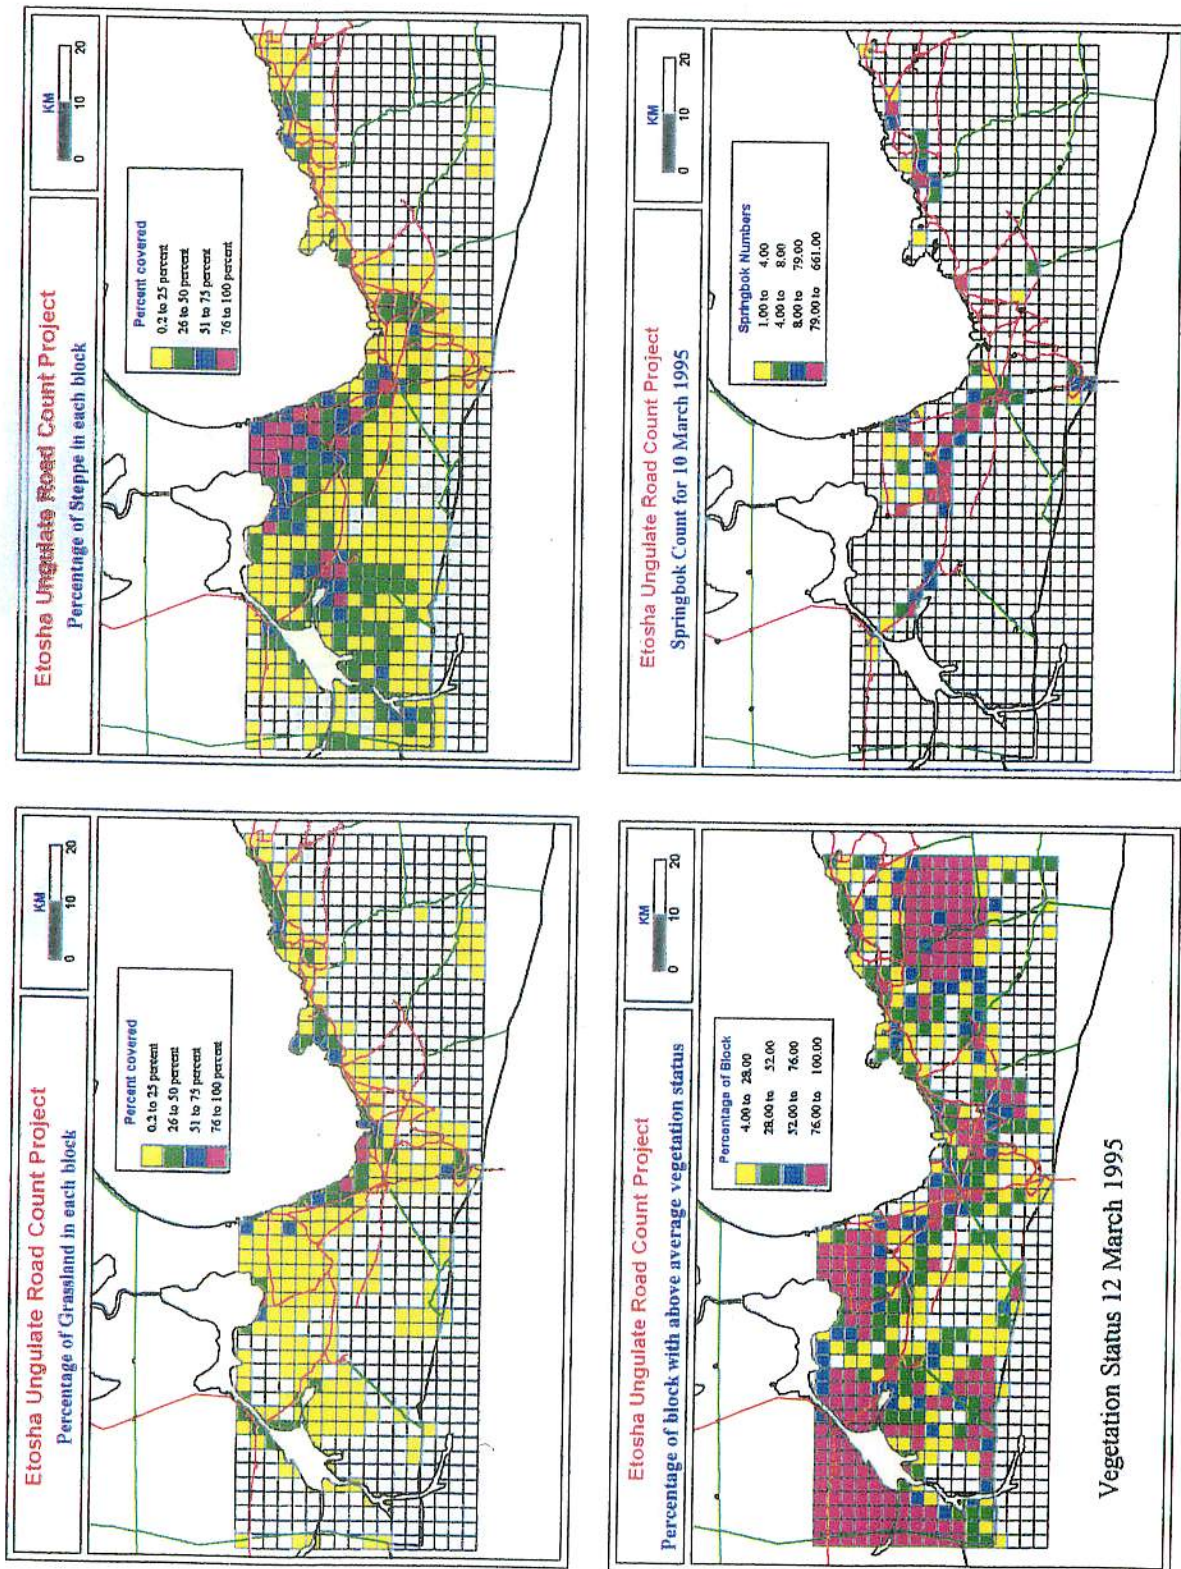 Etosha Ungulate Road Count Project
Percentage of Grassland in each block
KM
0 10 20
Percent covered
0.2 to 25 percent
26 to 50 percent
51 to 75 percent
76 to 100 percent
Etosha Ungulate Road Count Project
Percentage of Steppe in each block
KM
0 10 20
Percent covered
0.2 to 25 percent
26 to 50 percent
51 to 75 percent
76 to 100 percent
Etosha Ungulate Road Count Project
Percentage of block with above average vegetation status
KM
0 10 20
Percentage of Block
4.00 to 28.00
28.00 to 52.00
52.00 to 76.00
76.00 to 100.00
Vegetation Status 12 March 1995
Etosha Ungulate Road Count Project
Springbok Count for 10 March 1995
KM
0 10 20
Springbok Numbers
1.00 to 4.00
4.00 to 8.00
8.00 to 79.00
79.00 to 661.00